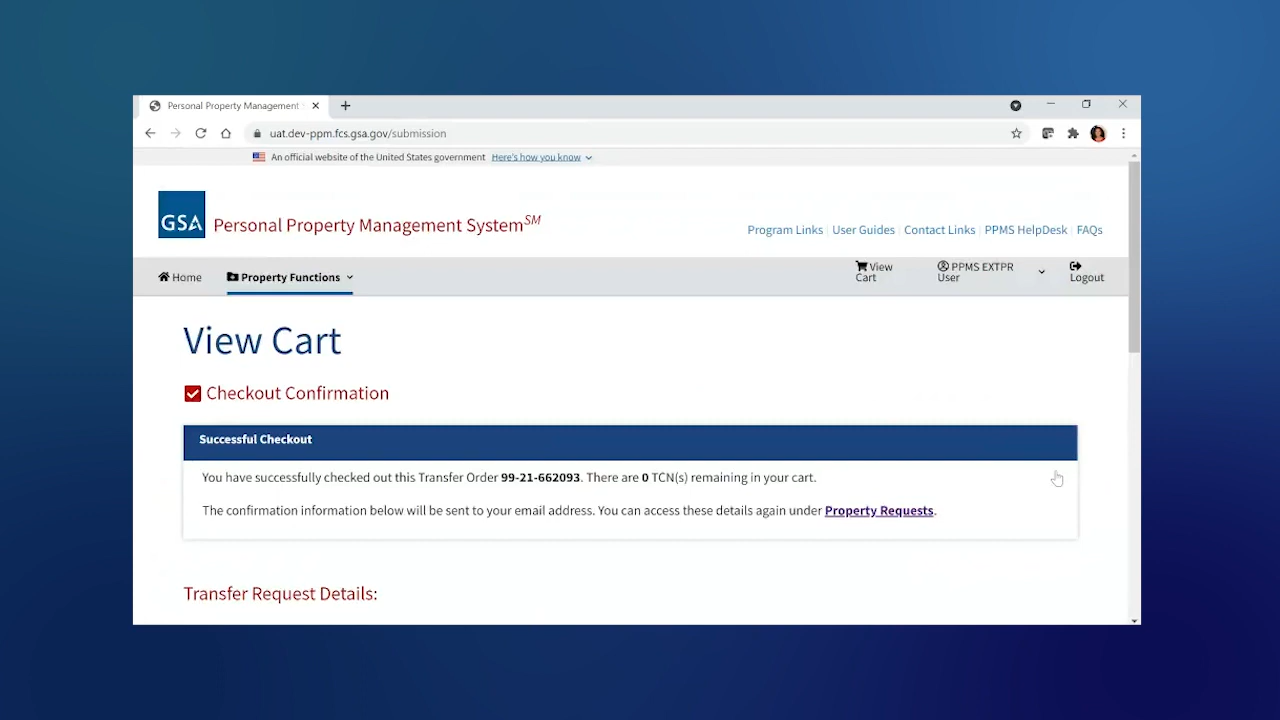 Personal Property Management
uat.dev-ppm.fcs.gsa.gov/submission
An official website of the United States government Here's how you know
GSA Personal Property Management System SM
Program Links User Guides Contact Links PPMS HelpDesk FAQs
Home Property Functions
View Cart
PPMS EXTPR User
Logout
View Cart
Checkout Confirmation
Successful Checkout
You have successfully checked out this Transfer Order 99-21-662093. There are 0 TCN(s) remaining in your cart.
The confirmation information below will be sent to your email address. You can access these details again under Property Requests.
Transfer Request Details: